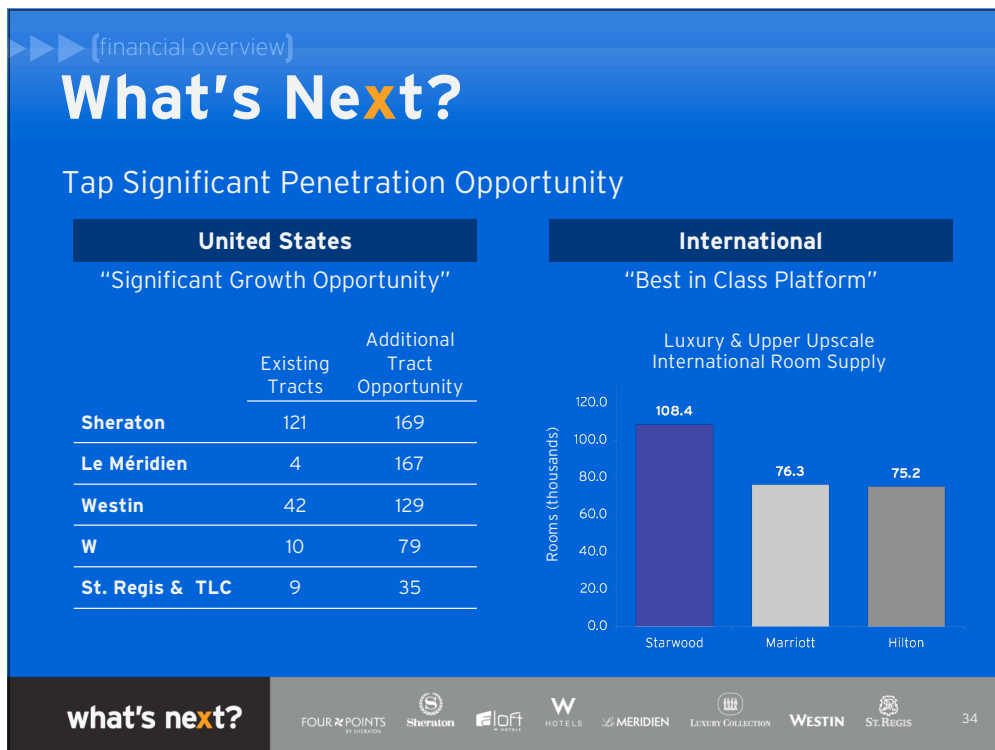 [financial overview]
What's Next?
Tap Significant Penetration Opportunity
United States
“Significant Growth Opportunity”
Existing Tracts
Additional Tract Opportunity
Sheraton 121 169
Le Méridien 4 167
Westin 42 129
W 10 79
St. Regis & TLC 9 35
International
“Best in Class Platform”
Luxury & Upper Upscale
International Room Supply
Rooms (thousands)
120.0
100.0
80.0
60.0
40.0
20.0
0.0
108.4
76.3
75.2
Starwood Marriott Hilton
what's next?
FOUR POINTS
BY SHERATON
S
Sheraton
aloft
W HOTELS
W
HOTELS
LE MERIDIEN
LUXURY COLLECTION
WESTIN
ST. REGIS
34